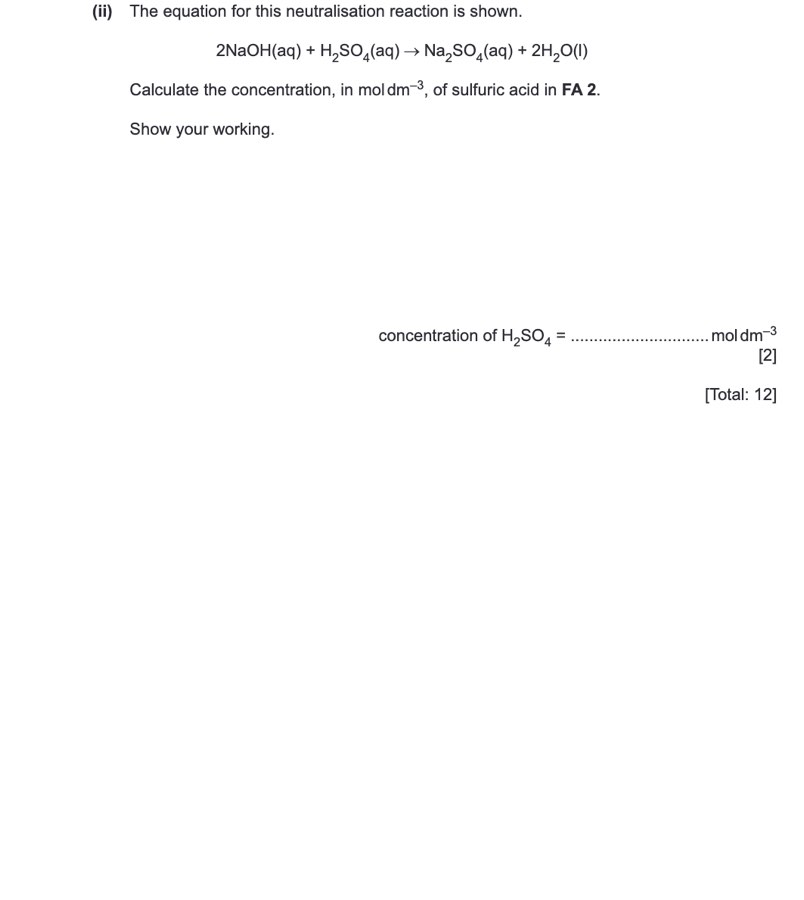 (ii) The equation for this neutralisation reaction is shown.
2NaOH(aq) + H₂SO₄(aq) → Na₂SO₄(aq) + 2H₂O(l)
Calculate the concentration, in mol dm⁻³, of sulfuric acid in FA 2.
Show your working.
concentration of H₂SO₄ = .............................. mol dm⁻³
[2]
[Total: 12]